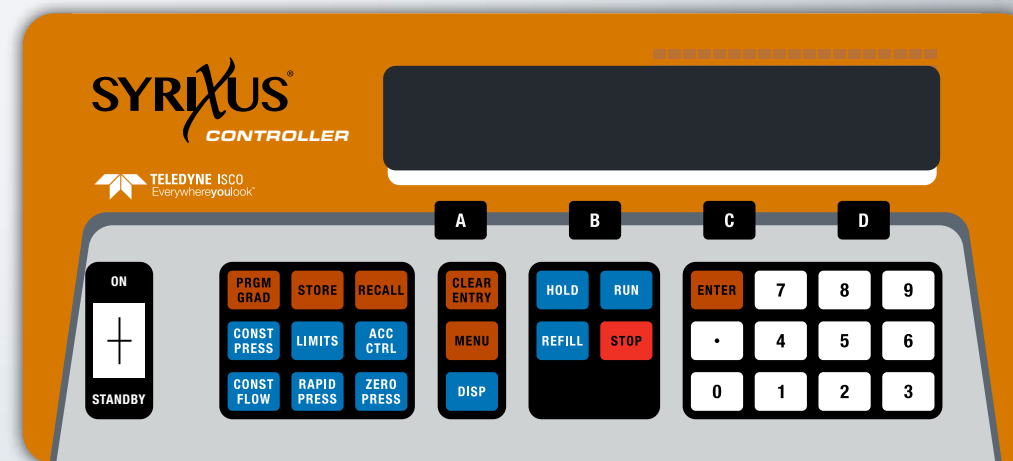 SYRIXUS®
CONTROLLER
TELEDYNE ISCO
Everywhereyoulook™
A B C D
ON
STANDBY
PRGM GRAD
STORE
RECALL
CONST PRESS
LIMITS
ACC CTRL
CONST FLOW
RAPID PRESS
ZERO PRESS
CLEAR ENTRY
MENU
DISP
HOLD
RUN
REFILL
STOP
ENTER 7 8 9
. 4 5 6
0 1 2 3